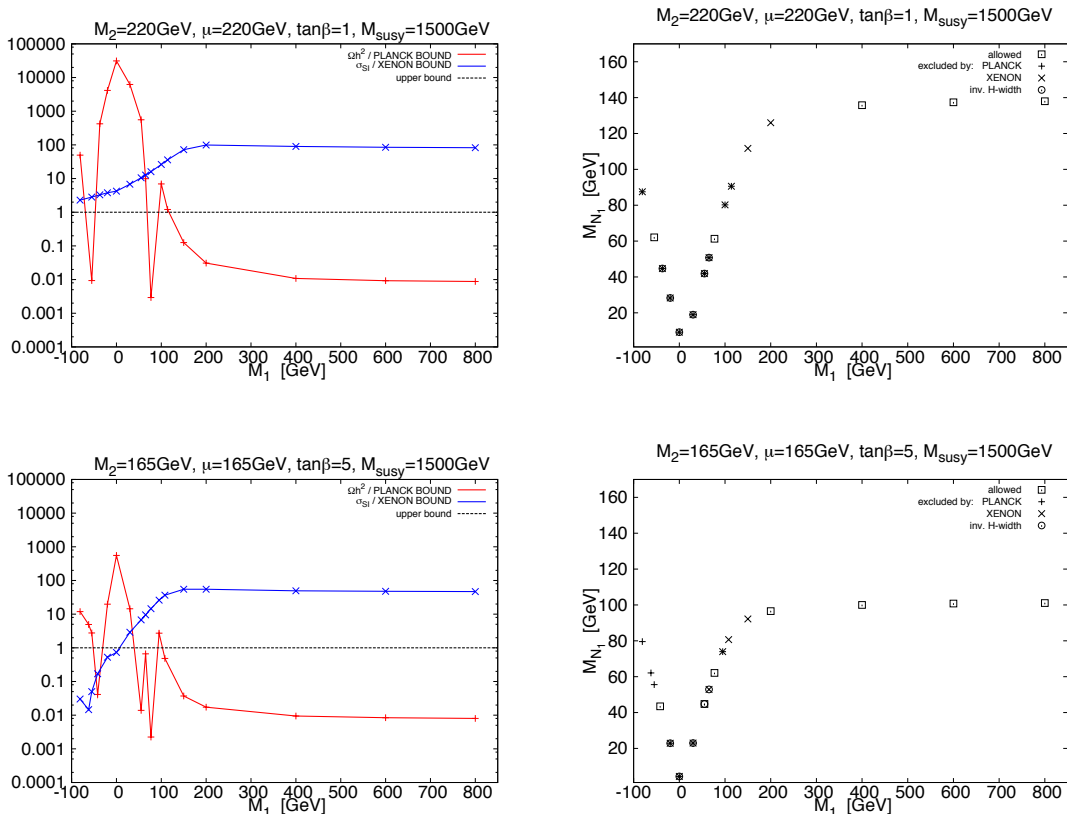 M2=220GeV, μ=220GeV, tanβ=1, Msusy=1500GeV
100000
10000
1000
100
10
1
0.1
0.01
0.001
0.0001
Ωh² / PLANCK BOUND
σSI / XENON BOUND
upper bound
-100 0 100 200 300 400 500 600 700 800
M1 [GeV]
M2=220GeV, μ=220GeV, tanβ=1, Msusy=1500GeV
allowed
excluded by: PLANCK
XENON
inv. H-width
160
140
120
100
80
60
40
20
MN1 [GeV]
-100 0 100 200 300 400 500 600 700 800
M1 [GeV]
M2=165GeV, μ=165GeV, tanβ=5, Msusy=1500GeV
100000
10000
1000
100
10
1
0.1
0.01
0.001
0.0001
Ωh² / PLANCK BOUND
σSI / XENON BOUND
upper bound
-100 0 100 200 300 400 500 600 700 800
M1 [GeV]
M2=165GeV, μ=165GeV, tanβ=5, Msusy=1500GeV
allowed
excluded by: PLANCK
XENON
inv. H-width
160
140
120
100
80
60
40
20
MN1 [GeV]
-100 0 100 200 300 400 500 600 700 800
M1 [GeV]